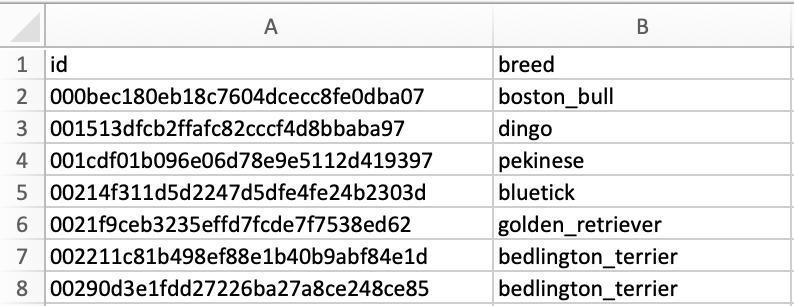 A B
1 id breed
2 000bec180eb18c7604dcecc8fe0dba07 boston_bull
3 001513dfcb2ffafc82cccf4d8bbaba97 dingo
4 001cdf01b096e06d78e9e5112d419397 pekinese
5 00214f311d5d2247d5dfe4fe24b2303d bluetick
6 0021f9ceb3235effd7fcde7f7538ed62 golden_retriever
7 002211c81b498ef88e1b40b9abf84e1d bedlington_terrier
8 00290d3e1fdd27226ba27a8ce248ce85 bedlington_terrier